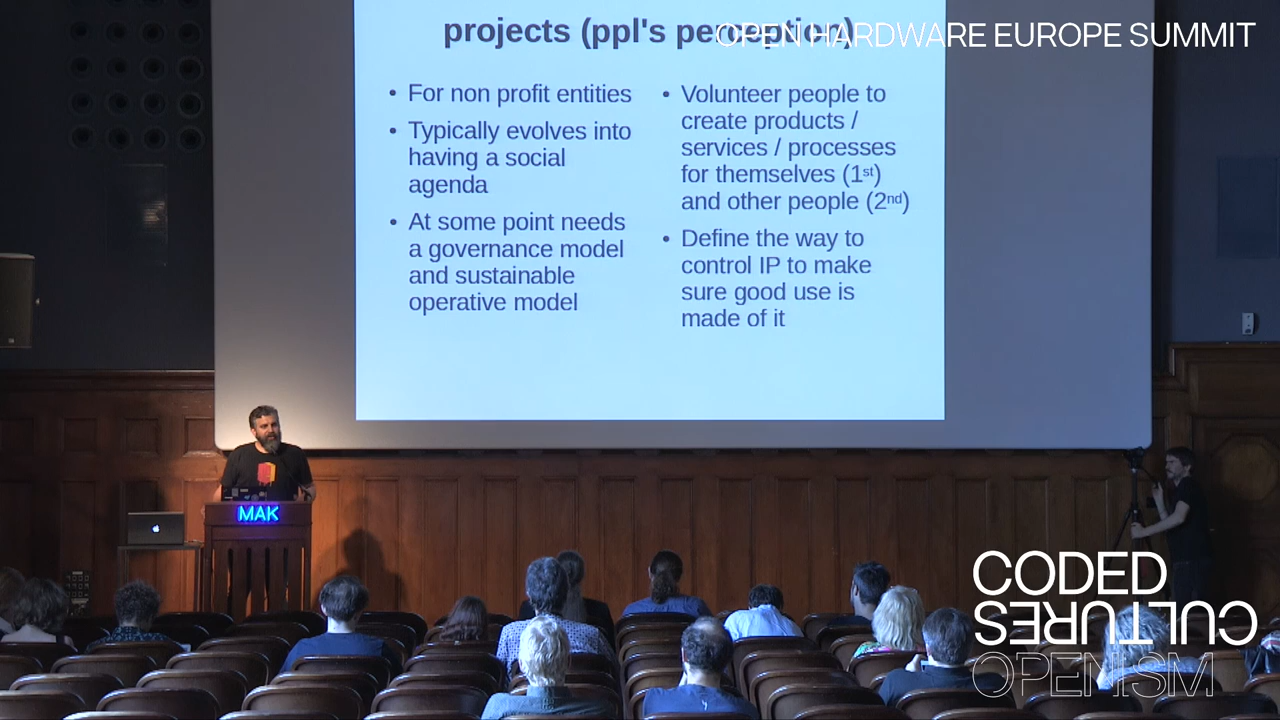 OPEN HARDWARE EUROPE SUMMIT
projects (ppl's perception)
• For non profit entities
• Typically evolves into
having a social
agenda
• At some point needs
a governance model
and sustainable
operative model
• Volunteer people to
create products /
services / processes
for themselves (1st)
and other people (2nd)
• Define the way to
control IP to make
sure good use is
made of it
MAK
CODED
CULTURES
OPENISM